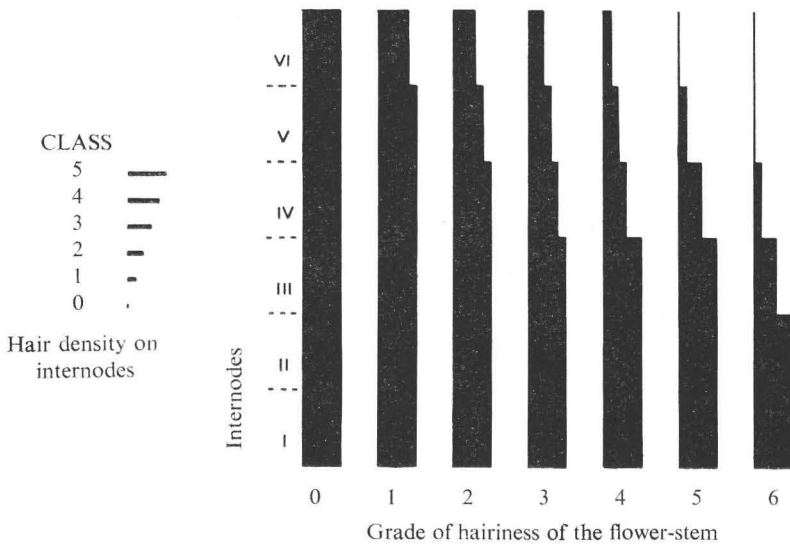 CLASS
5
4
3
2
1
0
Hair density on
internodes
Internodes
VI
V
IV
III
II
I
0 1 2 3 4 5 6
Grade of hairiness of the flower-stem